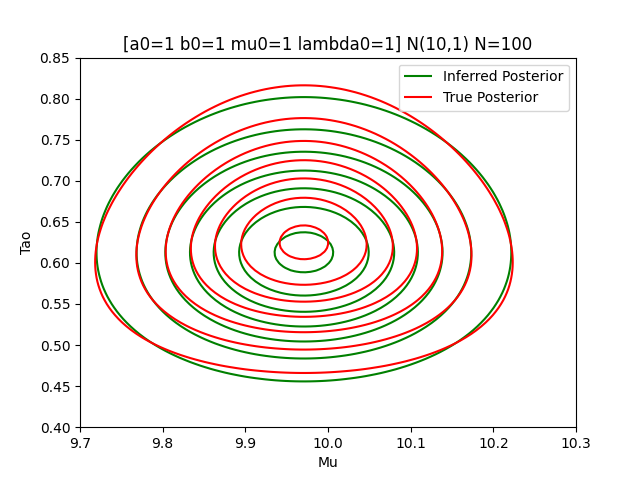 [a0=1 b0=1 mu0=1 lambda0=1] N(10,1) N=100
Inferred Posterior
True Posterior
0.85
0.80
0.75
0.70
0.65
0.60
0.55
0.50
0.45
0.40
Tao
9.7 9.8 9.9 10.0 10.1 10.2 10.3
Mu